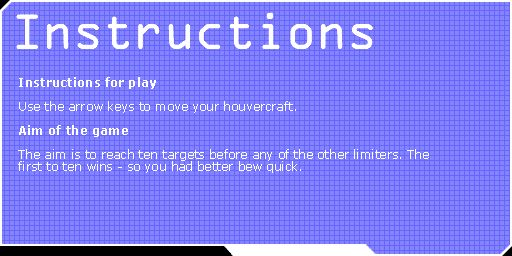 Instructions
Instructions for play
Use the arrow keys to move your houvercraft.
Aim of the game
The aim is to reach ten targets before any of the other limiters. The
first to ten wins - so you had better bew quick.